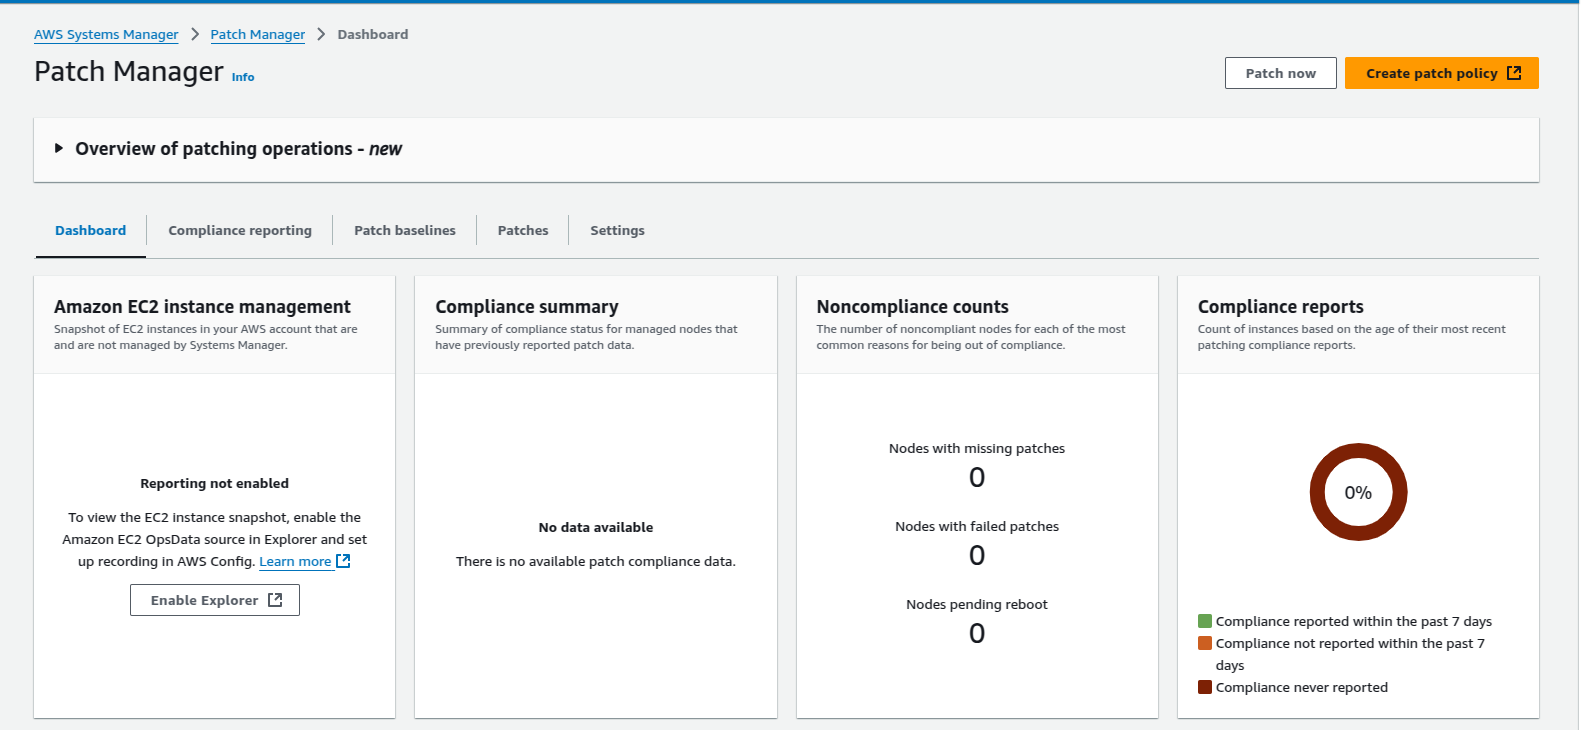 AWS Systems Manager > Patch Manager > Dashboard
Patch Manager Info
Patch now
Create patch policy
Overview of patching operations - new
Dashboard
Compliance reporting
Patch baselines
Patches
Settings
Amazon EC2 instance management
Snapshot of EC2 instances in your AWS account that are
and are not managed by Systems Manager.
Reporting not enabled
To view the EC2 instance snapshot, enable the
Amazon EC2 OpsData source in Explorer and set
up recording in AWS Config. Learn more
Enable Explorer
Compliance summary
Summary of compliance status for managed nodes that
have previously reported patch data.
No data available
There is no available patch compliance data.
Noncompliance counts
The number of noncompliant nodes for each of the most
common reasons for being out of compliance.
Nodes with missing patches
0
Nodes with failed patches
0
Nodes pending reboot
0
Compliance reports
Count of instances based on the age of their most recent
patching compliance reports.
0%
Compliance reported within the past 7 days
Compliance not reported within the past 7
days
Compliance never reported